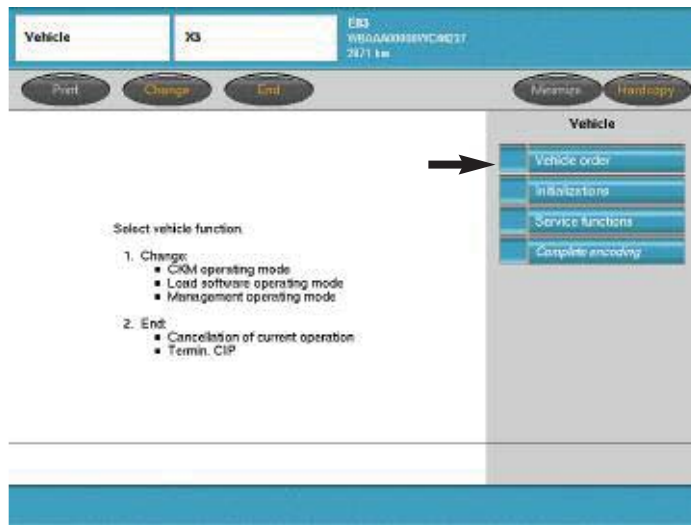 Vehicle
X3
E83
2871 km
Print
Change
End
Minimize
Hardcopy
Vehicle
Vehicle order
Initializations
Service functions
Complete encoding
Select vehicle function.
1. Change:
▪ CKM operating mode
▪ Load software operating mode
▪ Management operating mode
2. End:
▪ Cancellation of current operation
▪ Termin. CIP